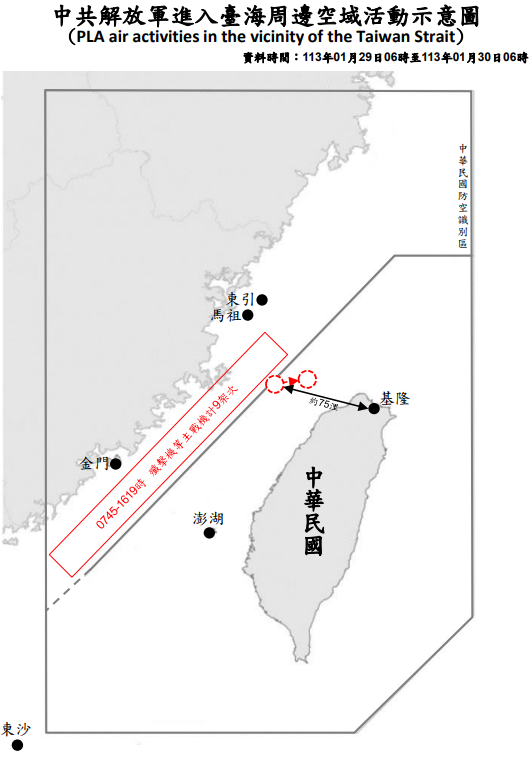 中共解放軍進入臺海周邊空域活動示意圖
（PLA air activities in the vicinity of the Taiwan Strait）
資料時間：113年01月29日06時至113年01月30日06時
中華民國防空識別區
東引
馬祖
基隆
約75浬
0745-1619時 殲擊機等主戰機計9架次
金門
澎湖
中華民國
東沙